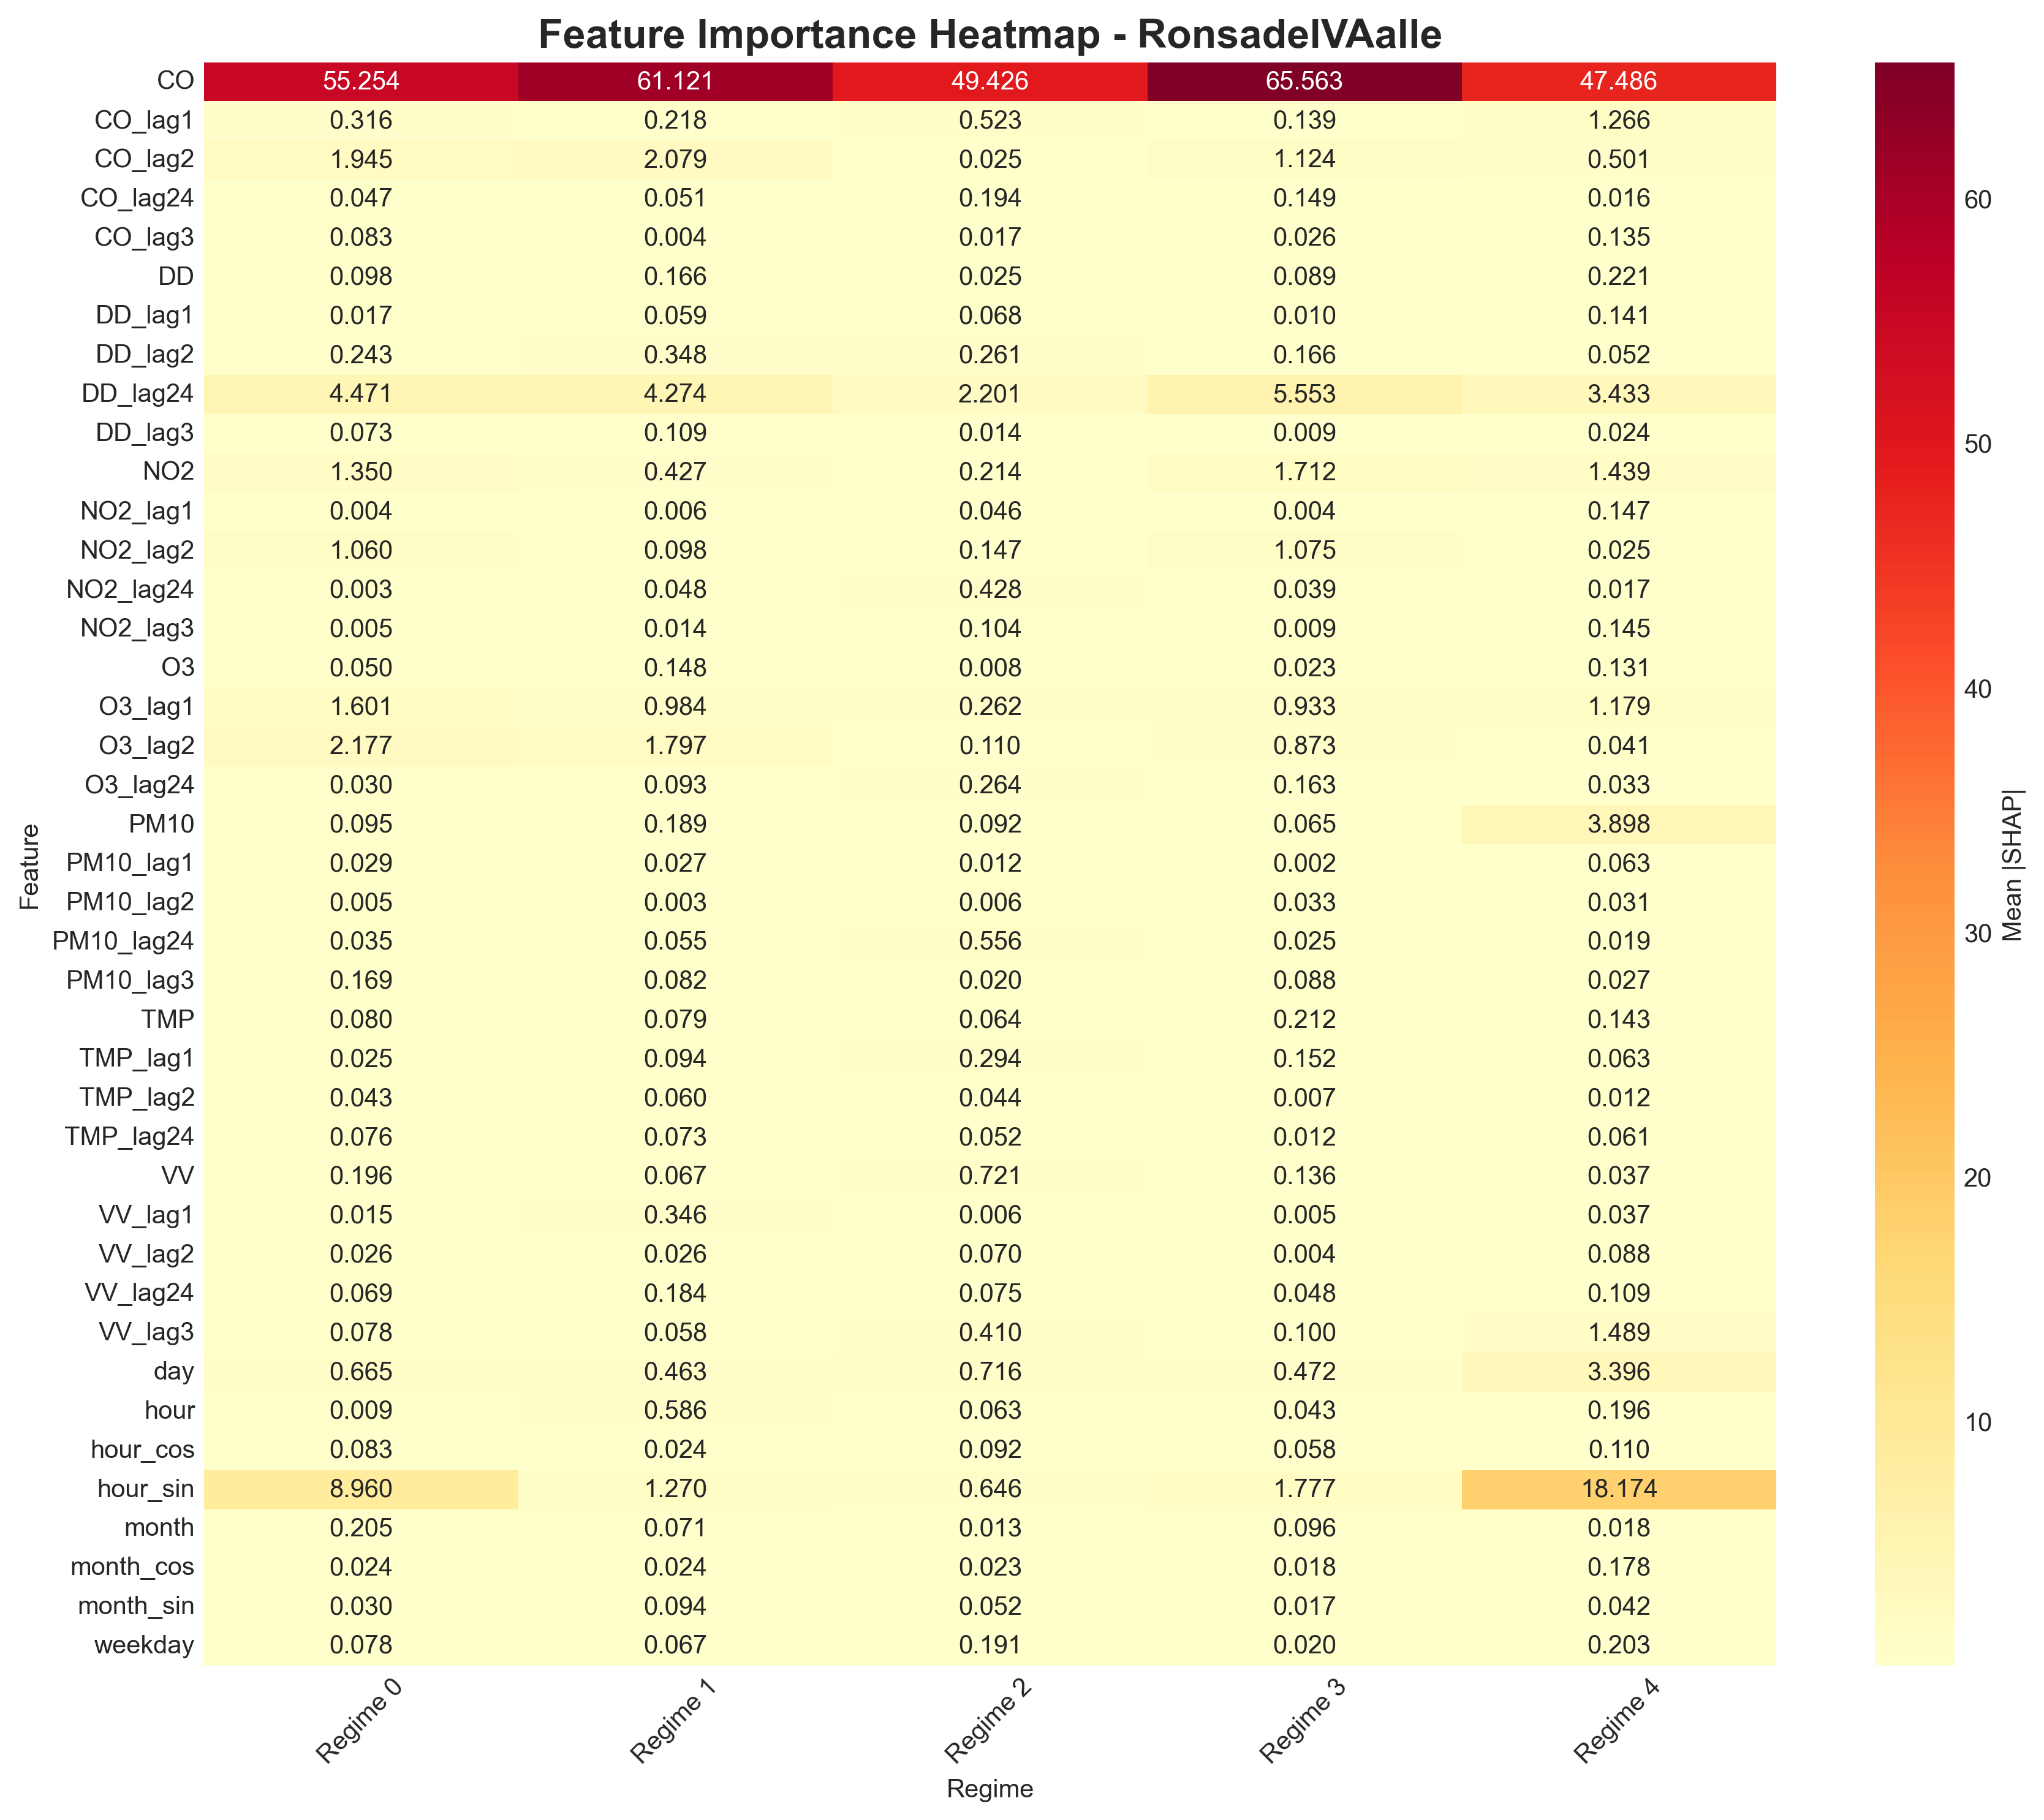 Feature Importance Heatmap - RonsadelVAalle
CO 55.254 61.121 49.426 65.563 47.486
CO_lag1 0.316 0.218 0.523 0.139 1.266
CO_lag2 1.945 2.079 0.025 1.124 0.501
CO_lag24 0.047 0.051 0.194 0.149 0.016
CO_lag3 0.083 0.004 0.017 0.026 0.135
DD 0.098 0.166 0.025 0.089 0.221
DD_lag1 0.017 0.059 0.068 0.010 0.141
DD_lag2 0.243 0.348 0.261 0.166 0.052
DD_lag24 4.471 4.274 2.201 5.553 3.433
DD_lag3 0.073 0.109 0.014 0.009 0.024
NO2 1.350 0.427 0.214 1.712 1.439
NO2_lag1 0.004 0.006 0.046 0.004 0.147
NO2_lag2 1.060 0.098 0.147 1.075 0.025
NO2_lag24 0.003 0.048 0.428 0.039 0.017
NO2_lag3 0.005 0.014 0.104 0.009 0.145
O3 0.050 0.148 0.008 0.023 0.131
O3_lag1 1.601 0.984 0.262 0.933 1.179
O3_lag2 2.177 1.797 0.110 0.873 0.041
O3_lag24 0.030 0.093 0.264 0.163 0.033
PM10 0.095 0.189 0.092 0.065 3.898
PM10_lag1 0.029 0.027 0.012 0.002 0.063
PM10_lag2 0.005 0.003 0.006 0.033 0.031
PM10_lag24 0.035 0.055 0.556 0.025 0.019
PM10_lag3 0.169 0.082 0.020 0.088 0.027
TMP 0.080 0.079 0.064 0.212 0.143
TMP_lag1 0.025 0.094 0.294 0.152 0.063
TMP_lag2 0.043 0.060 0.044 0.007 0.012
TMP_lag24 0.076 0.073 0.052 0.012 0.061
VV 0.196 0.067 0.721 0.136 0.037
VV_lag1 0.015 0.346 0.006 0.005 0.037
VV_lag2 0.026 0.026 0.070 0.004 0.088
VV_lag24 0.069 0.184 0.075 0.048 0.109
VV_lag3 0.078 0.058 0.410 0.100 1.489
day 0.665 0.463 0.716 0.472 3.396
hour 0.009 0.586 0.063 0.043 0.196
hour_cos 0.083 0.024 0.092 0.058 0.110
hour_sin 8.960 1.270 0.646 1.777 18.174
month 0.205 0.071 0.013 0.096 0.018
month_cos 0.024 0.024 0.023 0.018 0.178
month_sin 0.030 0.094 0.052 0.017 0.042
weekday 0.078 0.067 0.191 0.020 0.203
Regime 0 Regime 1 Regime 2 Regime 3 Regime 4
Regime
Feature
60
50
40
30
20
10
Mean |SHAP|